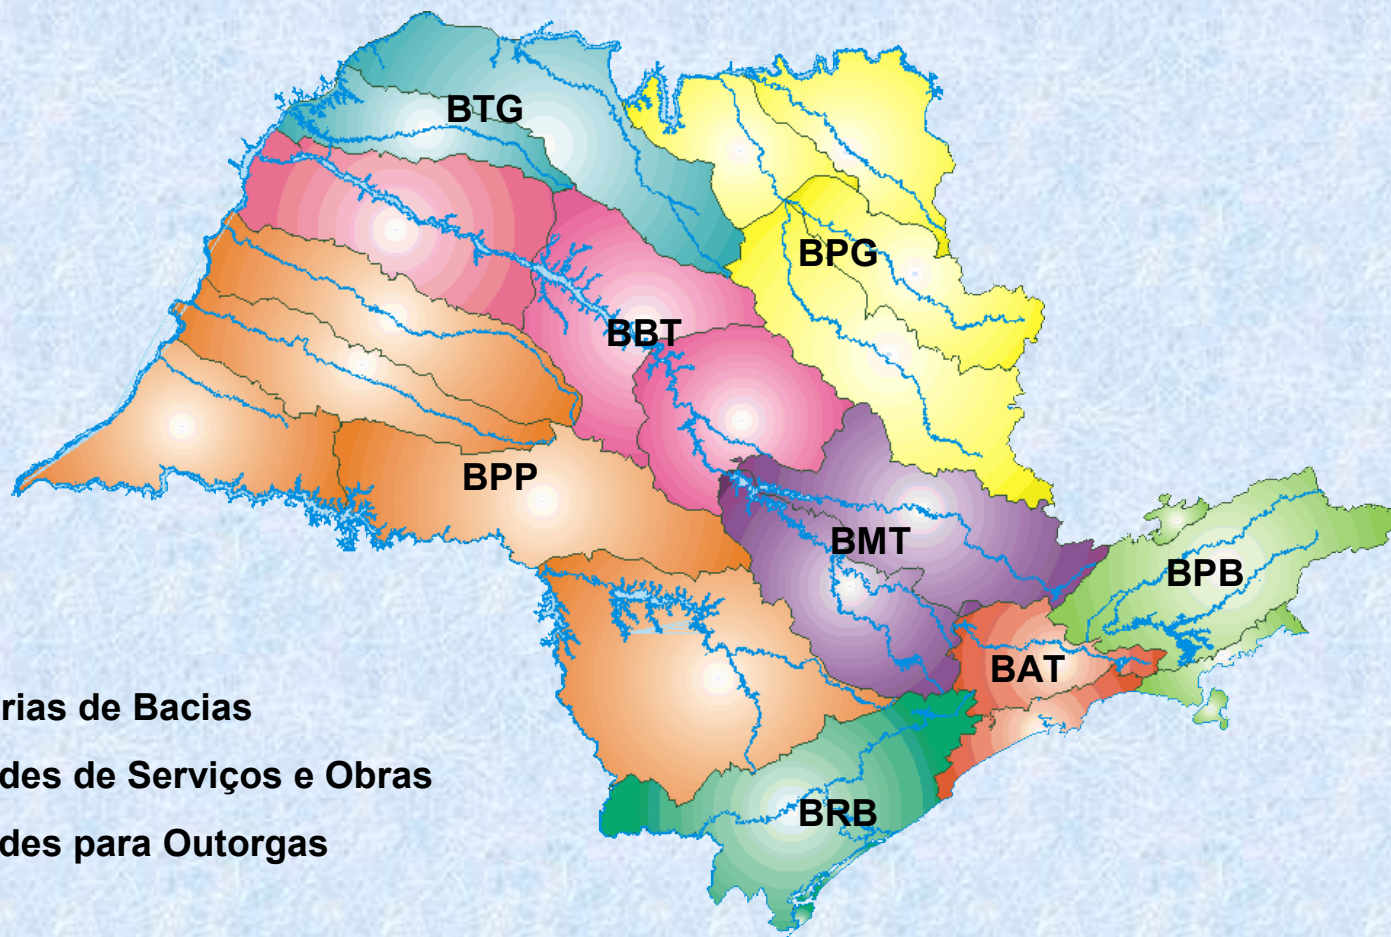 BTG
BPG
BBT
BPP
BMT
BPB
BAT
rias de Bacias
des de Serviços e Obras
BRB
des para Outorgas